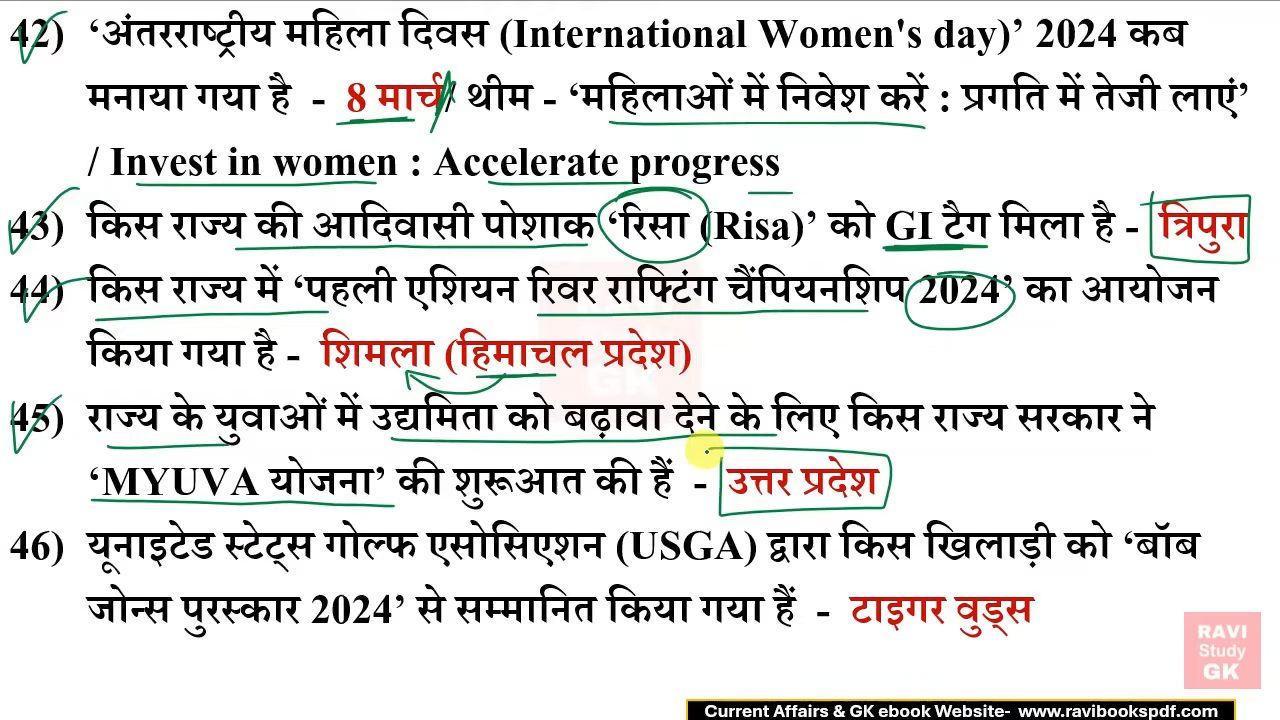 42) ‘अंतरराष्ट्रीय महिला दिवस (International Women's day)’ 2024 कब
मनाया गया है - 8 मार्च/ थीम - ‘महिलाओं में निवेश करें : प्रगति में तेजी लाएं’
/ Invest in women : Accelerate progress
43) किस राज्य की आदिवासी पोशाक ‘रिसा (Risa)’ को GI टैग मिला है - त्रिपुरा
44) किस राज्य में ‘पहली एशियन रिवर राफ्टिंग चैंपियनशिप 2024’ का आयोजन
किया गया है - शिमला (हिमाचल प्रदेश)
45) राज्य के युवाओं में उद्यमिता को बढ़ावा देने के लिए किस राज्य सरकार ने
‘MYUVA योजना’ की शुरूआत की हैं - उत्तर प्रदेश
46) यूनाइटेड स्टेट्स गोल्फ एसोसिएशन (USGA) द्वारा किस खिलाड़ी को ‘बॉब
जोन्स पुरस्कार 2024’ से सम्मानित किया गया हैं - टाइगर वुड्स
RAVI
Study
GK
Current Affairs & GK ebook Website- www.ravibookspdf.com